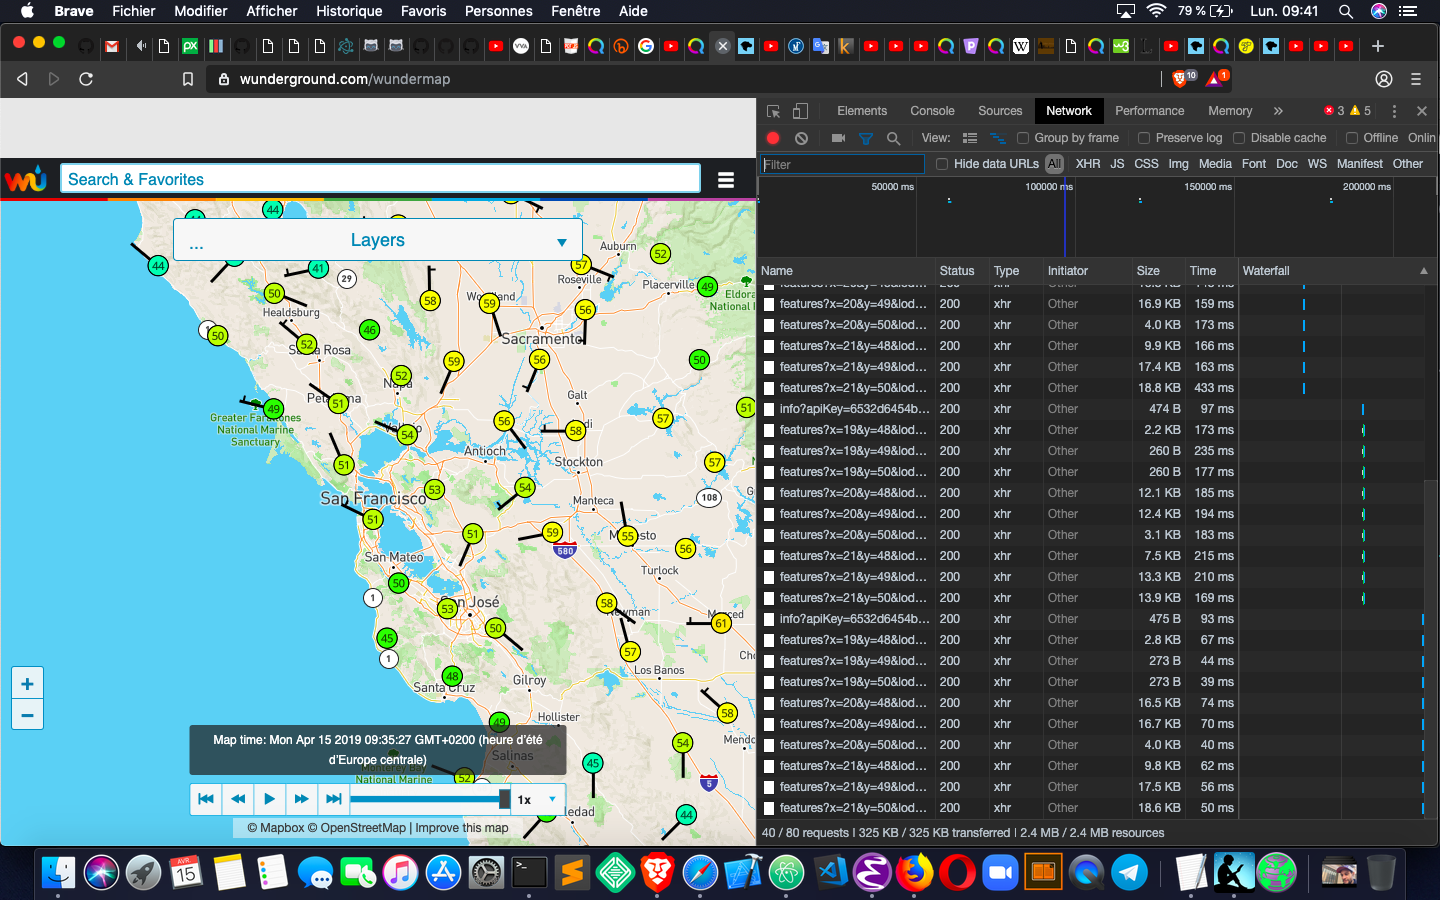 Brave Fichier Modifier Afficher Historique Favoris Personnes Fenêtre Aide 79 % Lun. 09:41
wunderground.com/wundermap 10 1
Elements Console Sources Network Performance Memory » 3 5
View: Group by frame Preserve log Disable cache Offline Onlin
Filter Hide data URLs All XHR JS CSS Img Media Font Doc WS Manifest Other
50000 ms 100000 ms 150000 ms 200000 ms
Search & Favorites
... Layers
Auburn
Roseville
Placerville
Healdsburg
Sacramento
Santa Rosa
Napa
Galt
Greater Farallones
National Marine
Sanctuary
Antioch
Stockton
San Francisco
Manteca
108
580
San Mateo
Turlock
San José
Newman
Merced
Los Banos
Santa Cruz
Gilroy
Hollister
Salinas
Monterey Bay
National Marine
29
1
1
5
44
44
41
50
50
52
46
58
59
57
52
49
56
56
59
50
52
51
49
54
56
58
57
51
57
51
53
54
51
51
59
55
56
50
53
50
58
61
57
45
48
49
58
54
52
45
44
+
−
Map time: Mon Apr 15 2019 09:35:27 GMT+0200 (heure d'été
d'Europe centrale)
1x
© Mapbox © OpenStreetMap | Improve this map
Name Status Type Initiator Size Time Waterfall
features?x=20&y=49&lod... 200 xhr Other 16.9 KB 159 ms
features?x=20&y=50&lod... 200 xhr Other 4.0 KB 173 ms
features?x=21&y=48&lod... 200 xhr Other 9.9 KB 166 ms
features?x=21&y=49&lod... 200 xhr Other 17.4 KB 163 ms
features?x=21&y=50&lod... 200 xhr Other 18.8 KB 433 ms
info?apiKey=6532d6454b... 200 xhr Other 474 B 97 ms
features?x=19&y=48&lod... 200 xhr Other 2.2 KB 173 ms
features?x=19&y=49&lod... 200 xhr Other 260 B 235 ms
features?x=19&y=50&lod... 200 xhr Other 260 B 177 ms
features?x=20&y=48&lod... 200 xhr Other 12.1 KB 185 ms
features?x=20&y=49&lod... 200 xhr Other 12.4 KB 194 ms
features?x=20&y=50&lod... 200 xhr Other 3.1 KB 183 ms
features?x=21&y=48&lod... 200 xhr Other 7.5 KB 215 ms
features?x=21&y=49&lod... 200 xhr Other 13.3 KB 210 ms
features?x=21&y=50&lod... 200 xhr Other 13.9 KB 169 ms
info?apiKey=6532d6454b... 200 xhr Other 475 B 93 ms
features?x=19&y=48&lod... 200 xhr Other 2.8 KB 67 ms
features?x=19&y=49&lod... 200 xhr Other 273 B 44 ms
features?x=19&y=50&lod... 200 xhr Other 273 B 39 ms
features?x=20&y=48&lod... 200 xhr Other 16.5 KB 74 ms
features?x=20&y=49&lod... 200 xhr Other 16.7 KB 70 ms
features?x=20&y=50&lod... 200 xhr Other 4.0 KB 40 ms
features?x=21&y=48&lod... 200 xhr Other 9.8 KB 62 ms
features?x=21&y=49&lod... 200 xhr Other 17.5 KB 56 ms
features?x=21&y=50&lod... 200 xhr Other 18.6 KB 50 ms
40 / 80 requests | 325 KB / 325 KB transferred | 2.4 MB / 2.4 MB resources
AVR.
15